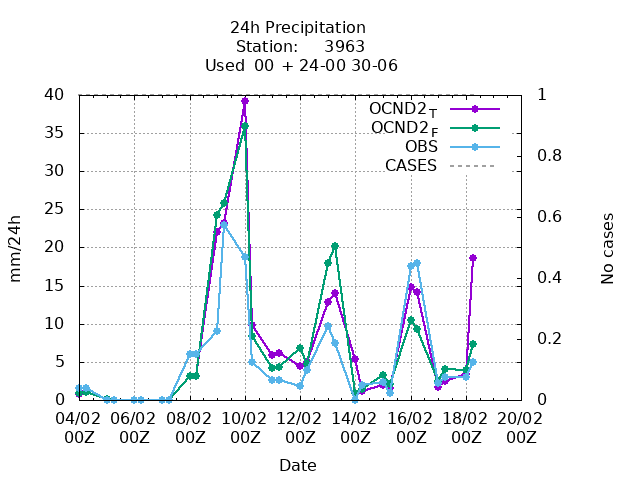 24h Precipitation
Station: 3963
Used 00 + 24-00 30-06
40
35
30
25
20
15
10
5
0
1
0.8
0.6
0.4
0.2
0
mm/24h
No cases
OCND2_T
OCND2_F
OBS
CASES
04/02 06/02 08/02 10/02 12/02 14/02 16/02 18/02 20/02
00Z 00Z 00Z 00Z 00Z 00Z 00Z 00Z 00Z
Date